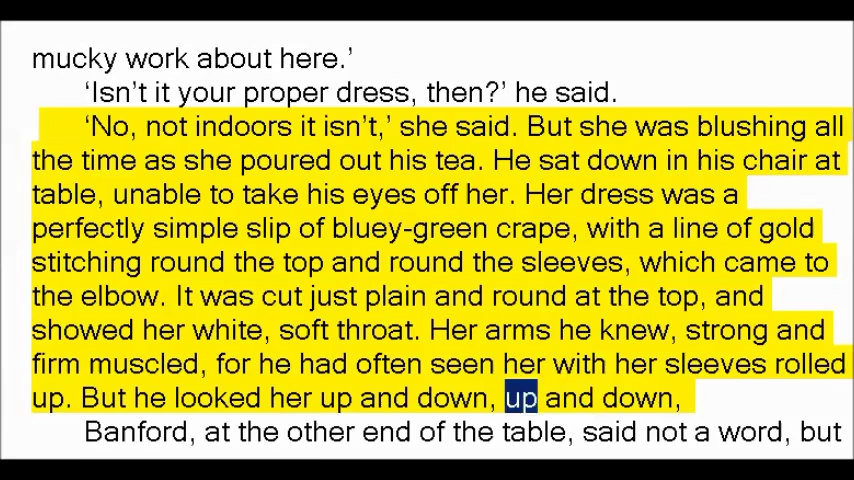 mucky work about here.’
‘Isn’t it your proper dress, then?’ he said.
‘No, not indoors it isn’t,’ she said. But she was blushing all
the time as she poured out his tea. He sat down in his chair at
table, unable to take his eyes off her. Her dress was a
perfectly simple slip of bluey-green crape, with a line of gold
stitching round the top and round the sleeves, which came to
the elbow. It was cut just plain and round at the top, and
showed her white, soft throat. Her arms he knew, strong and
firm muscled, for he had often seen her with her sleeves rolled
up. But he looked her up and down, up and down,
Banford, at the other end of the table, said not a word, but